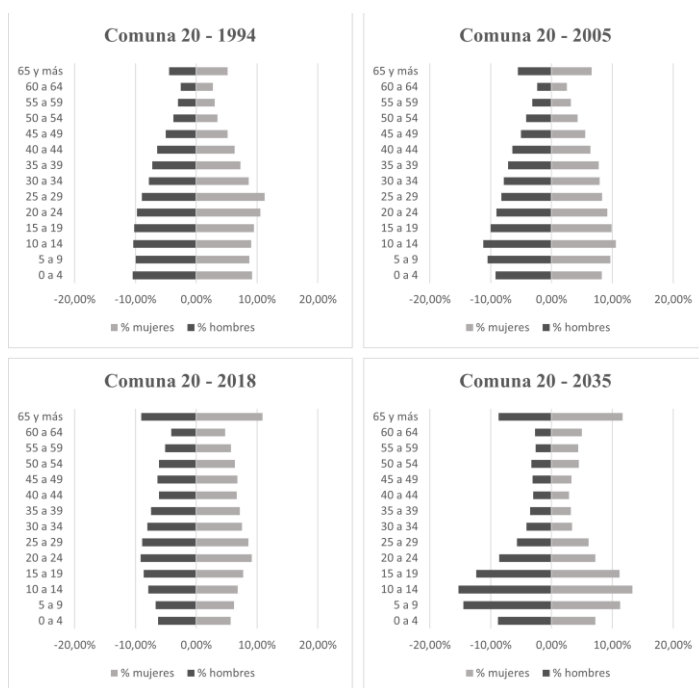 Comuna 20 - 1994
65 y más
60 a 64
55 a 59
50 a 54
45 a 49
40 a 44
35 a 39
30 a 34
25 a 29
20 a 24
15 a 19
10 a 14
5 a 9
0 a 4
-20,00% -10,00% 0,00% 10,00% 20,00%
% mujeres % hombres
Comuna 20 - 2005
65 y más
60 a 64
55 a 59
50 a 54
45 a 49
40 a 44
35 a 39
30 a 34
25 a 29
20 a 24
15 a 19
10 a 14
5 a 9
0 a 4
-20,00% -10,00% 0,00% 10,00% 20,00%
% mujeres % hombres
Comuna 20 - 2018
65 y más
60 a 64
55 a 59
50 a 54
45 a 49
40 a 44
35 a 39
30 a 34
25 a 29
20 a 24
15 a 19
10 a 14
5 a 9
0 a 4
-20,00% -10,00% 0,00% 10,00% 20,00%
% mujeres % hombres
Comuna 20 - 2035
65 y más
60 a 64
55 a 59
50 a 54
45 a 49
40 a 44
35 a 39
30 a 34
25 a 29
20 a 24
15 a 19
10 a 14
5 a 9
0 a 4
-20,00% -10,00% 0,00% 10,00% 20,00%
% mujeres % hombres